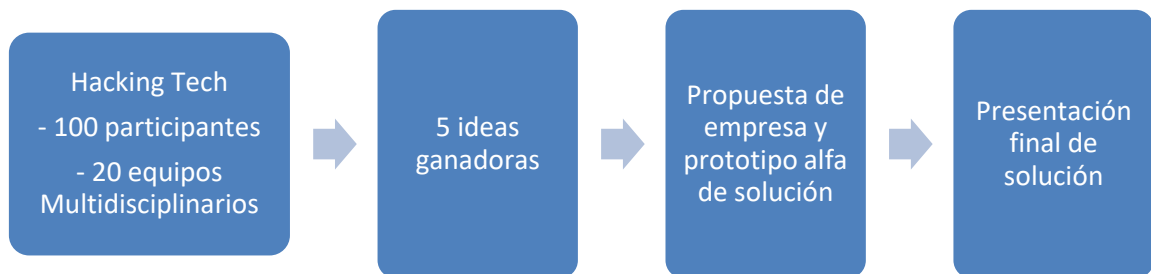 Hacking Tech
- 100 participantes
- 20 equipos
Multidisciplinarios
5 ideas
ganadoras
Propuesta de
empresa y
prototipo alfa
de solución
Presentación
final de
solución